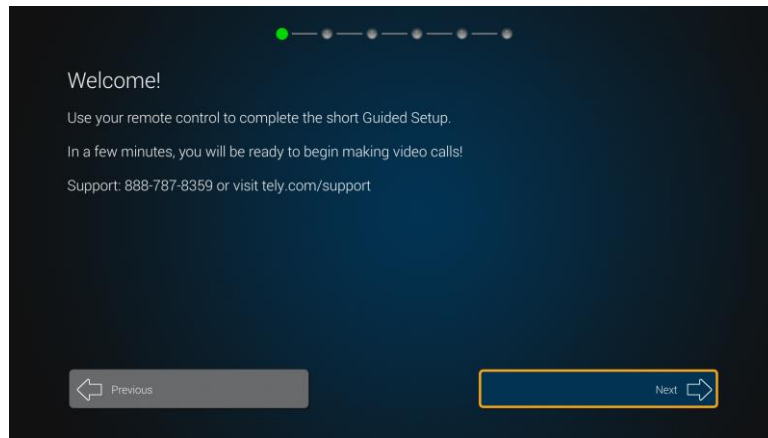 Welcome!
Use your remote control to complete the short Guided Setup.
In a few minutes, you will be ready to begin making video calls!
Support: 888-787-8359 or visit tely.com/support
Previous
Next